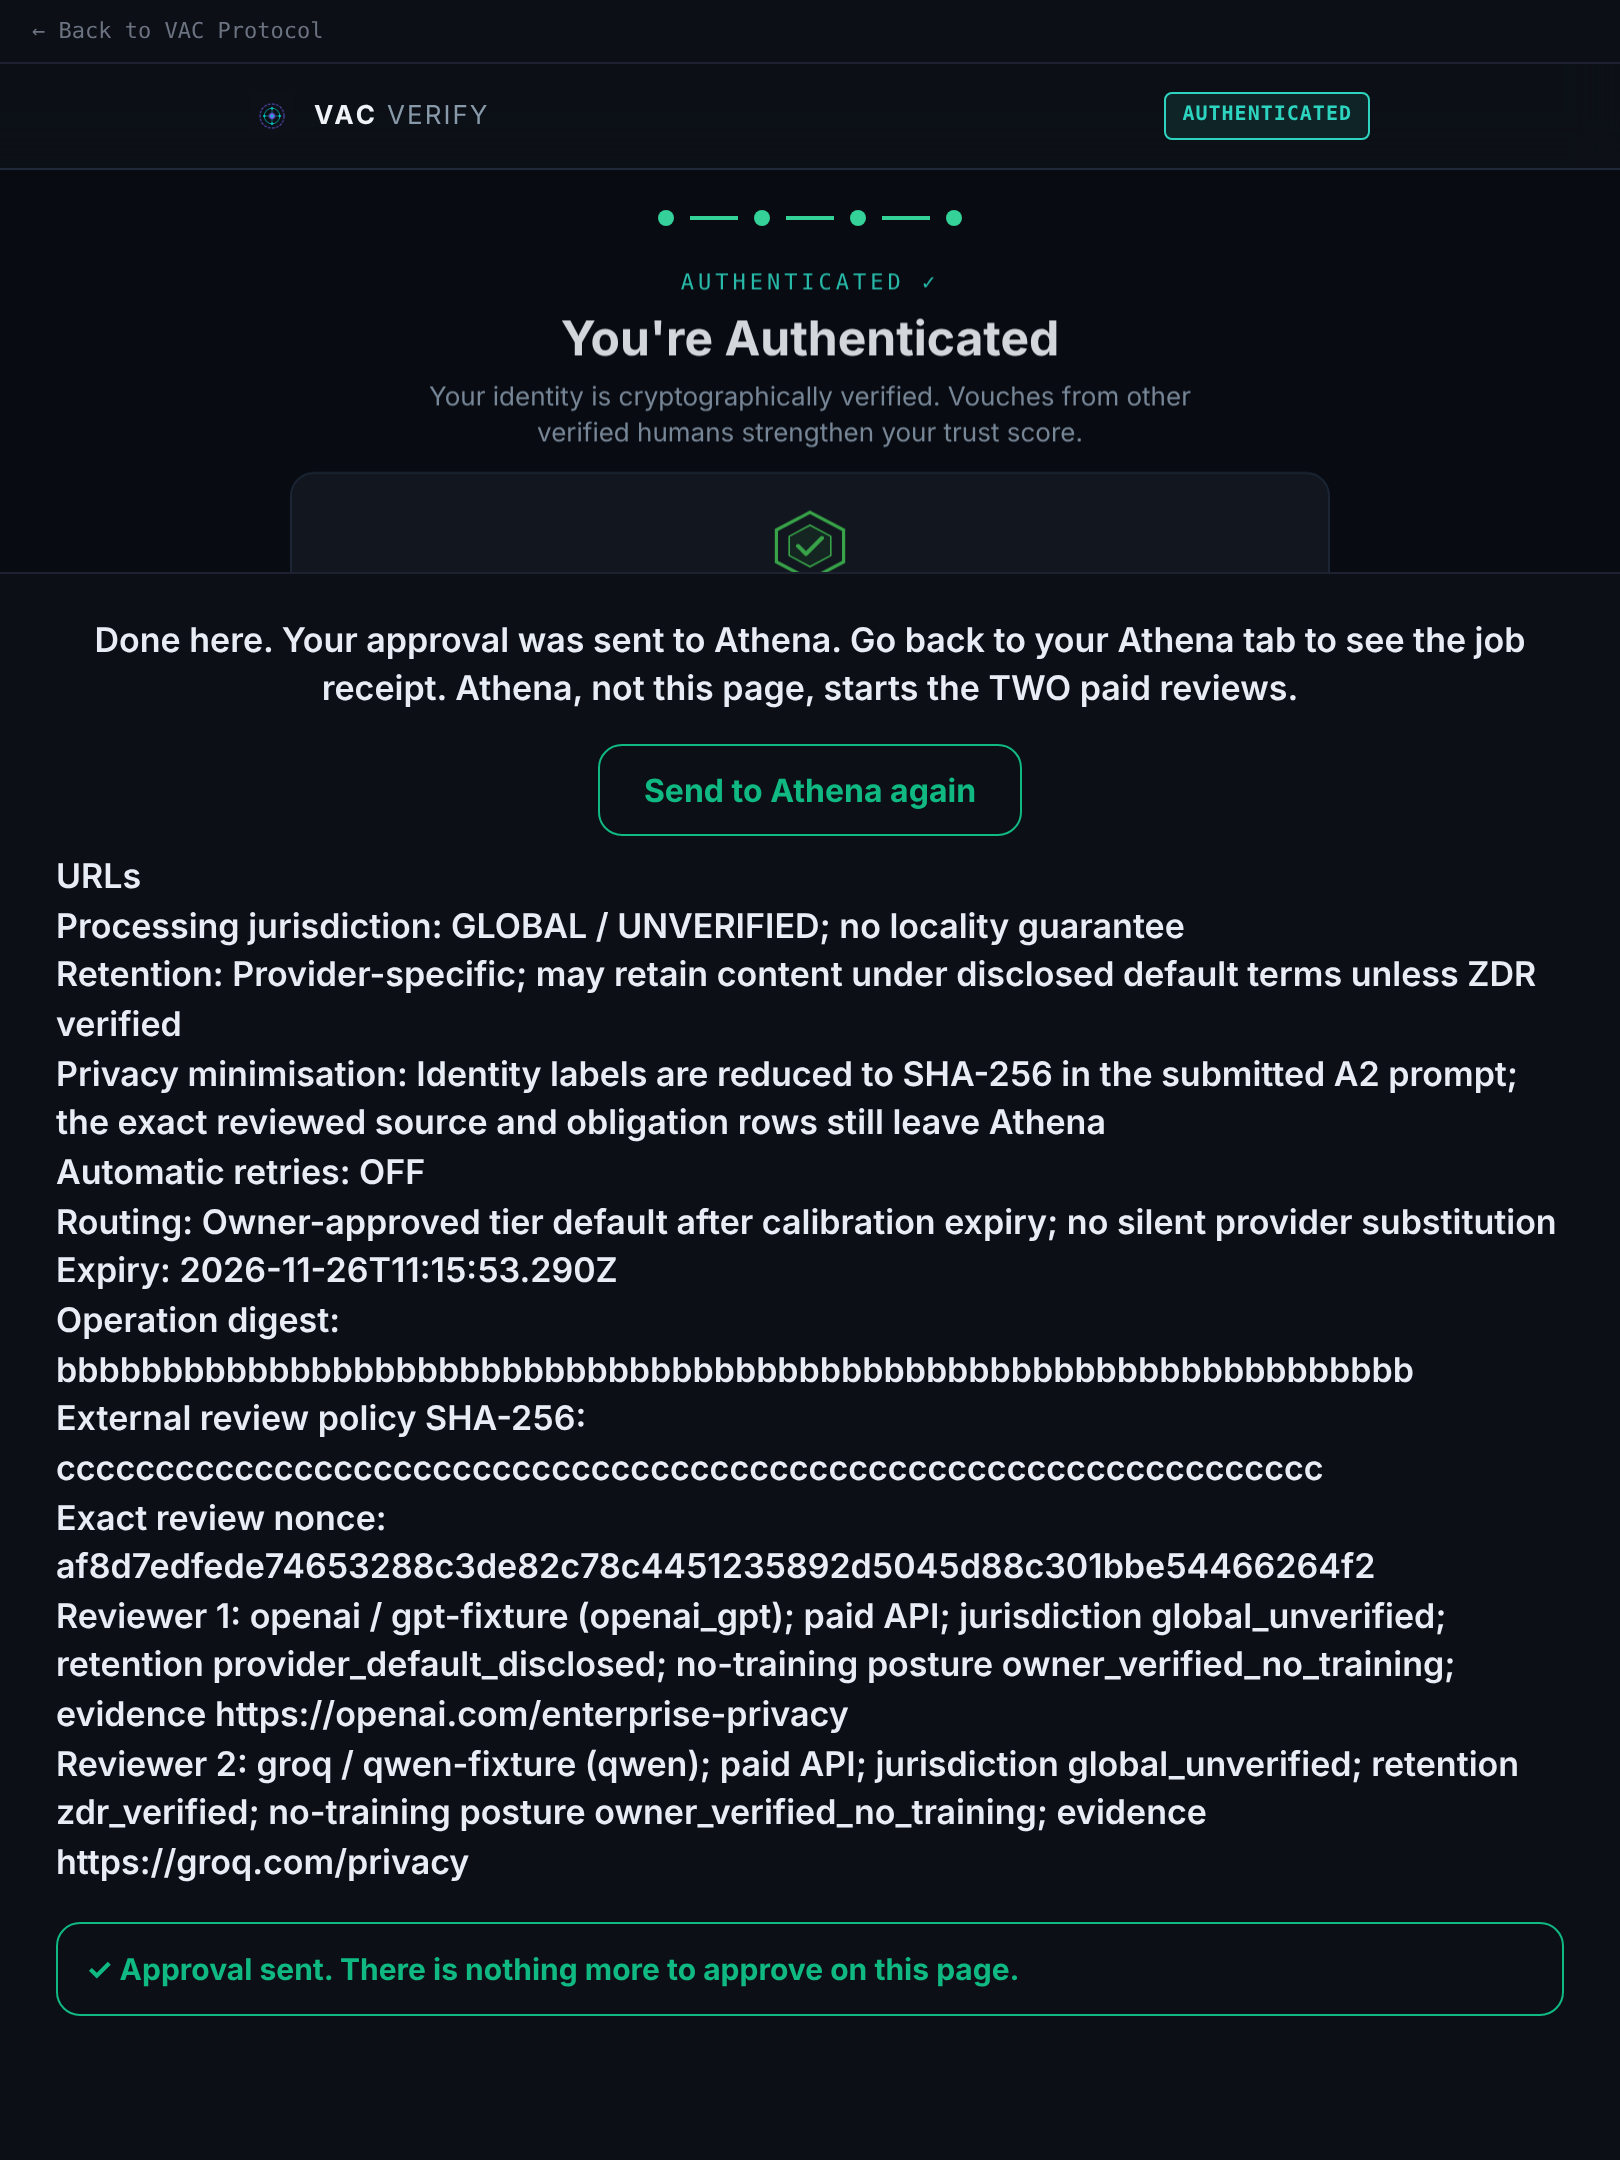 ← Back to VAC Protocol
VAC VERIFY
AUTHENTICATED
AUTHENTICATED ✓
You're Authenticated
Your identity is cryptographically verified. Vouches from other
verified humans strengthen your trust score.
Done here. Your approval was sent to Athena. Go back to your Athena tab to see the job
receipt. Athena, not this page, starts the TWO paid reviews.
Send to Athena again
URLs
Processing jurisdiction: GLOBAL / UNVERIFIED; no locality guarantee
Retention: Provider-specific; may retain content under disclosed default terms unless ZDR
verified
Privacy minimisation: Identity labels are reduced to SHA-256 in the submitted A2 prompt;
the exact reviewed source and obligation rows still leave Athena
Automatic retries: OFF
Routing: Owner-approved tier default after calibration expiry; no silent provider substitution
Expiry: 2026-11-26T11:15:53.290Z
Operation digest:
bbbbbbbbbbbbbbbbbbbbbbbbbbbbbbbbbbbbbbbbbbbbbbbbbbbbbbbbbbbbbbbb
External review policy SHA-256:
cccccccccccccccccccccccccccccccccccccccccccccccccccccccccccccccc
Exact review nonce:
af8d7edfede74653288c3de82c78c4451235892d5045d88c301bbe54466264f2
Reviewer 1: openai / gpt-fixture (openai_gpt); paid API; jurisdiction global_unverified;
retention provider_default_disclosed; no-training posture owner_verified_no_training;
evidence https://openai.com/enterprise-privacy
Reviewer 2: groq / qwen-fixture (qwen); paid API; jurisdiction global_unverified; retention
zdr_verified; no-training posture owner_verified_no_training; evidence
https://groq.com/privacy
✓ Approval sent. There is nothing more to approve on this page.